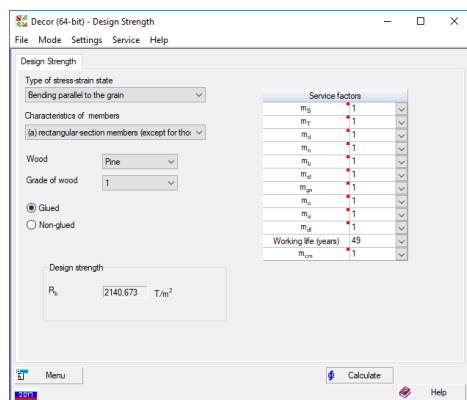 Decor (64-bit) - Design Strength
File Mode Settings Service Help
Design Strength
Type of stress-strain state
Bending parallel to the grain
Characteristics of members
(a) rectangular-section members (except for tho:
Wood
Pine
Grade of wood
1
Glued
Non-glued
Design strength
Rb 2140,673 T/m²
Service factors
mB 1
mT 1
md 1
mn 1
mb 1
msl 1
mgn 1
mo 1
ma 1
mdl 1
Working life (years) 49
mcm 1
Menu
Calculate
Help
2011